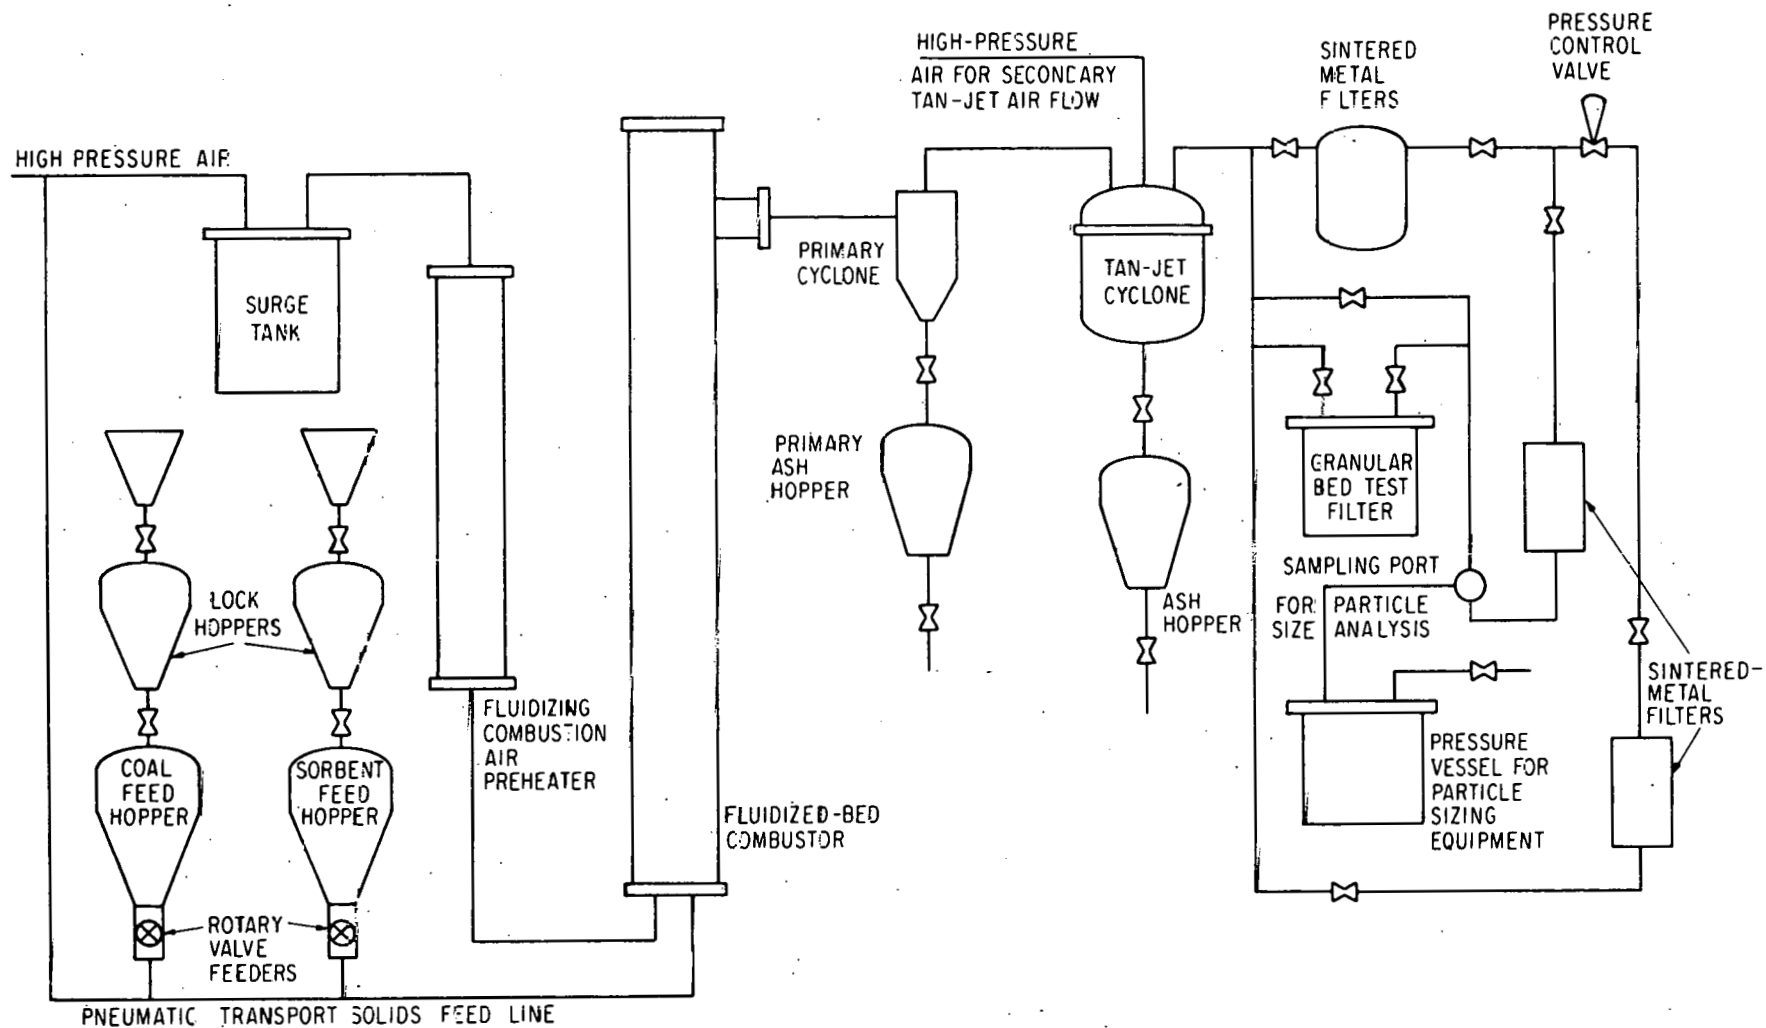 HIGH PRESSURE AIR
SURGE
TANK
LOCK
HOPPERS
COAL
FEED
HOPPER
SORBENT
FEED
HOPPER
ROTARY
VALVE
FEEDERS
PNEUMATIC TRANSPORT SOLIDS FEED LINE
FLUIDIZING
COMBUSTION
AIR
PREHEATER
FLUIDIZED-BED
COMBUSTOR
PRIMARY
CYCLONE
PRIMARY
ASH
HOPPER
HIGH-PRESSURE
AIR FOR SECONDARY
TAN-JET AIR FLOW
TAN-JET
CYCLONE
ASH
HOPPER
SINTERED
METAL
FILTERS
PRESSURE
CONTROL
VALVE
GRANULAR
BED TEST
FILTER
SAMPLING PORT
FOR PARTICLE
SIZE ANALYSIS
PRESSURE
VESSEL FOR
PARTICLE
SIZING
EQUIPMENT
SINTERED-
METAL
FILTERS